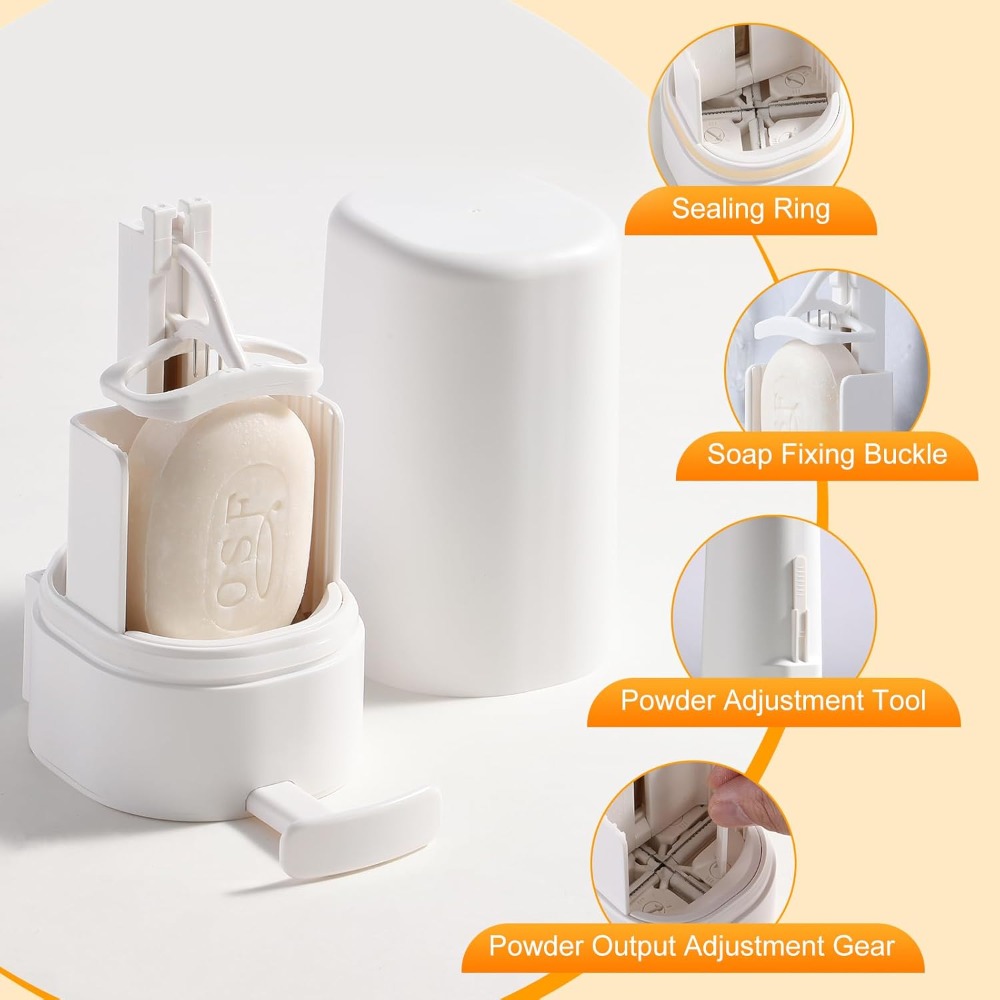 Sealing Ring
Soap Fixing Buckle
Powder Adjustment Tool
Powder Output Adjustment Gear